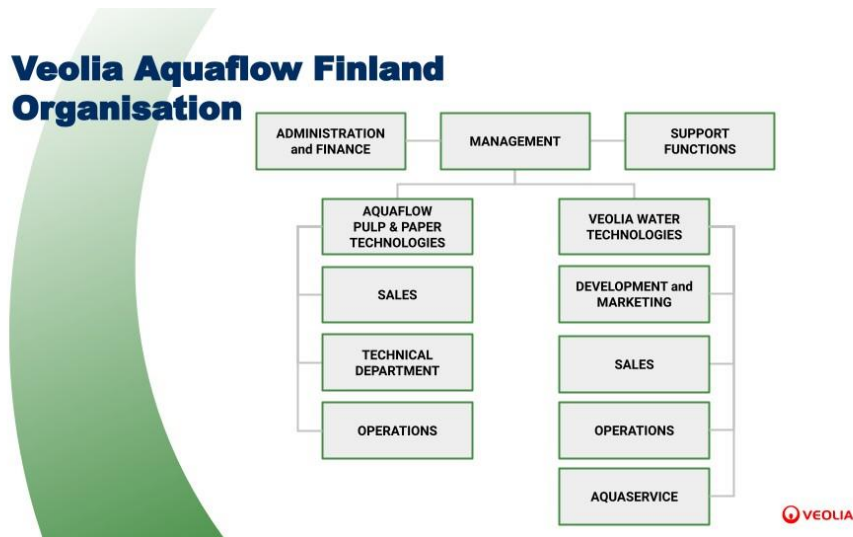 Veolia Aquaflow Finland
Organisation
ADMINISTRATION
and FINANCE
MANAGEMENT
SUPPORT
FUNCTIONS
AQUAFLOW
PULP & PAPER
TECHNOLOGIES
SALES
TECHNICAL
DEPARTMENT
OPERATIONS
VEOLIA WATER
TECHNOLOGIES
DEVELOPMENT and
MARKETING
SALES
OPERATIONS
AQUASERVICE
VEOLIA